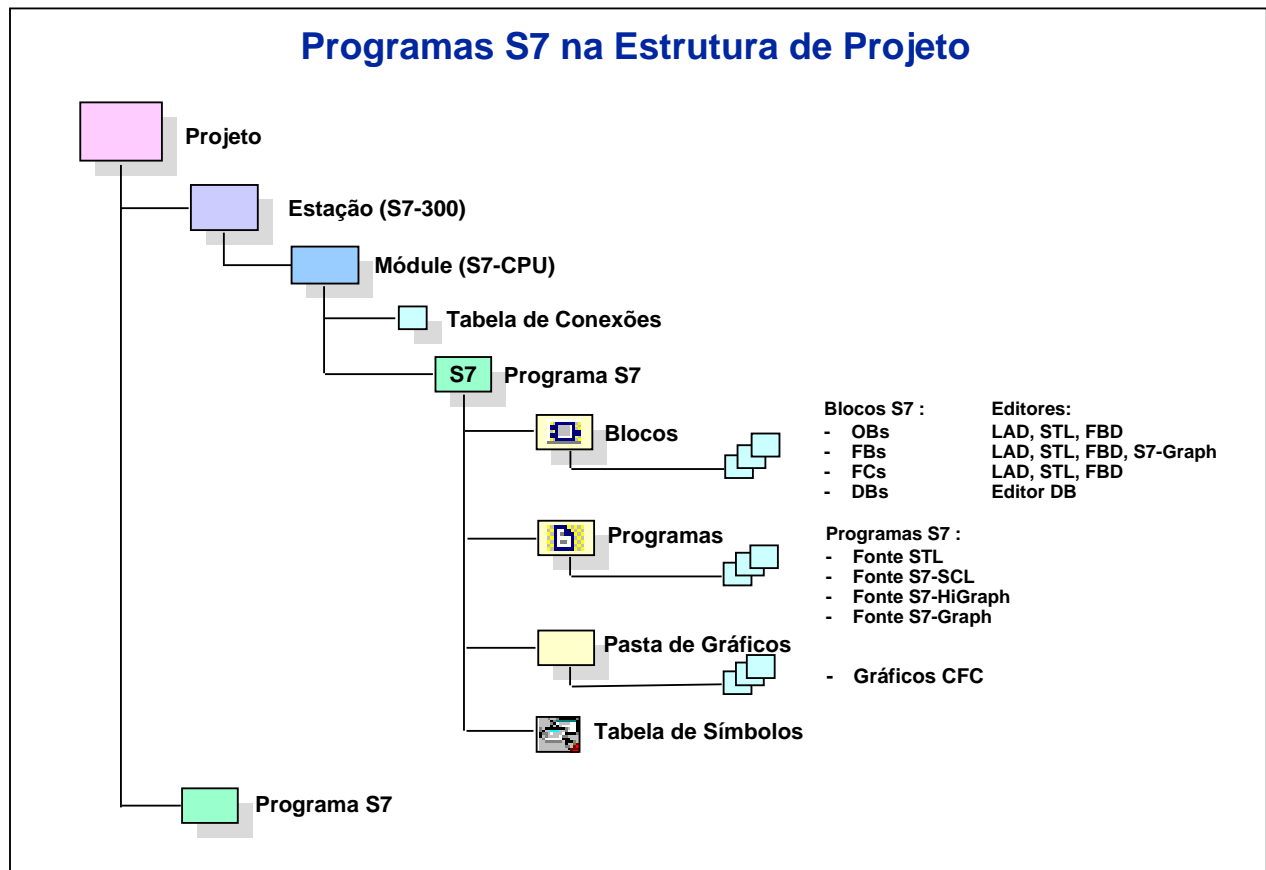 Programas S7 na Estrutura de Projeto
Projeto
Estação (S7-300)
Módule (S7-CPU)
Tabela de Conexões
S7 Programa S7
Blocos
Blocos S7 : Editores:
- OBs LAD, STL, FBD
- FBs LAD, STL, FBD, S7-Graph
- FCs LAD, STL, FBD
- DBs Editor DB
Programas
Programas S7 :
- Fonte STL
- Fonte S7-SCL
- Fonte S7-HiGraph
- Fonte S7-Graph
Pasta de Gráficos
- Gráficos CFC
Tabela de Símbolos
Programa S7